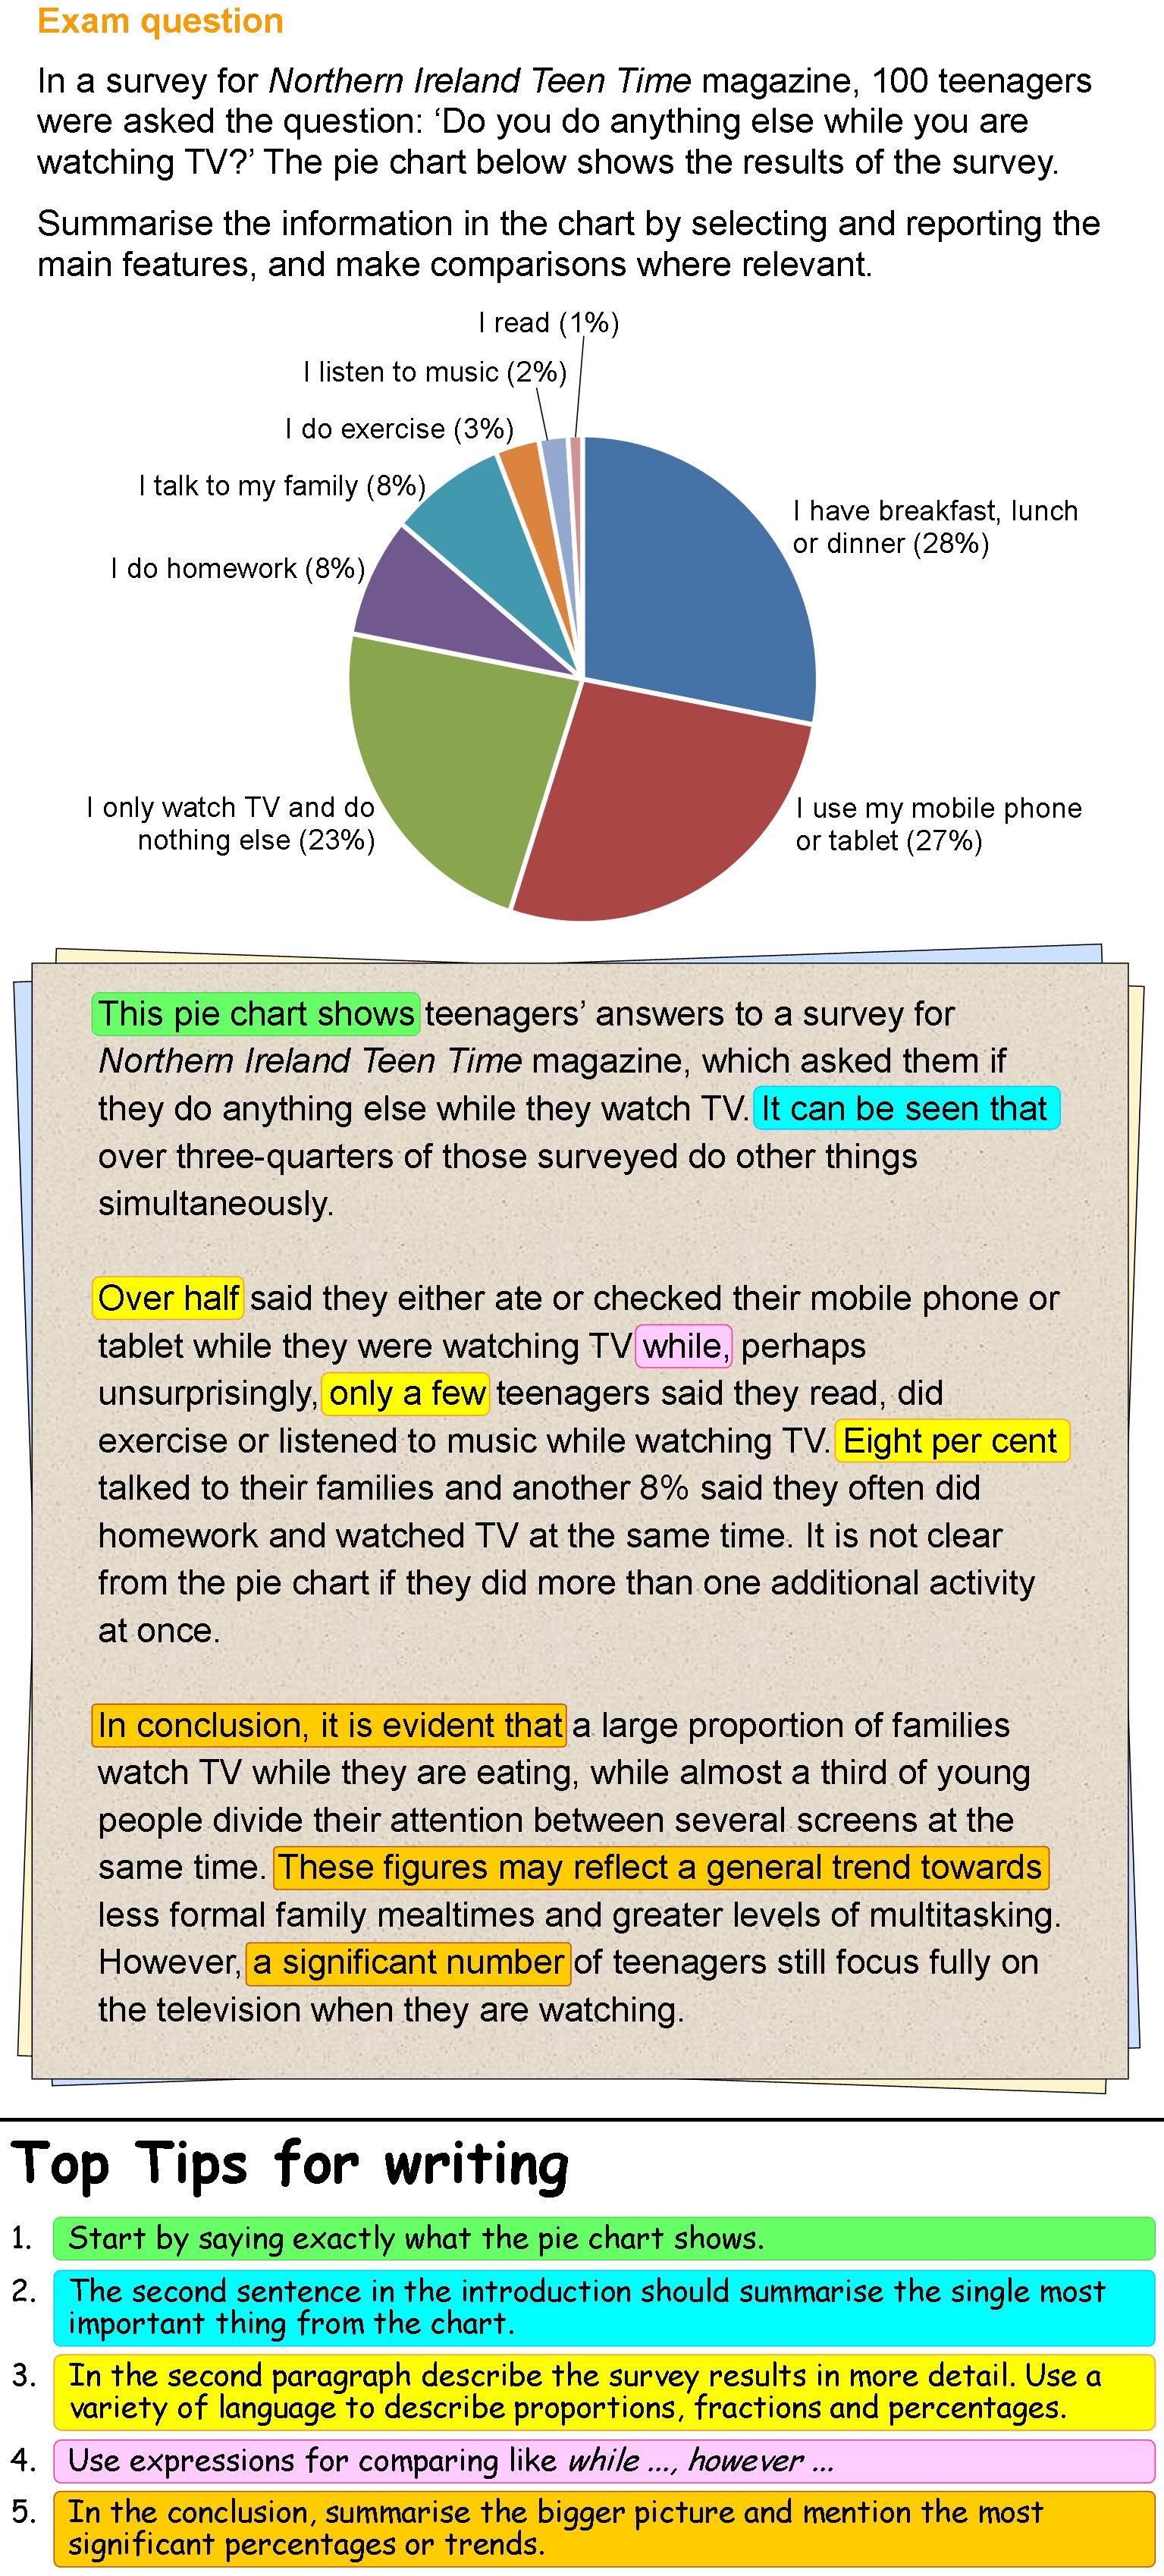 Exam question
In a survey for Northern Ireland Teen Time magazine, 100 teenagers
were asked the question: ‘Do you do anything else while you are
watching TV?’ The pie chart below shows the results of the survey.
Summarise the information in the chart by selecting and reporting the
main features, and make comparisons where relevant.
I read (1%)
I listen to music (2%)
I do exercise (3%)
I talk to my family (8%)
I do homework (8%)
I have breakfast, lunch
or dinner (28%)
I only watch TV and do
nothing else (23%)
I use my mobile phone
or tablet (27%)
This pie chart shows teenagers’ answers to a survey for
Northern Ireland Teen Time magazine, which asked them if
they do anything else while they watch TV. It can be seen that
over three-quarters of those surveyed do other things
simultaneously.
Over half said they either ate or checked their mobile phone or
tablet while they were watching TV while, perhaps
unsurprisingly, only a few teenagers said they read, did
exercise or listened to music while watching TV. Eight per cent
talked to their families and another 8% said they often did
homework and watched TV at the same time. It is not clear
from the pie chart if they did more than one additional activity
at once.
In conclusion, it is evident that a large proportion of families
watch TV while they are eating, while almost a third of young
people divide their attention between several screens at the
same time. These figures may reflect a general trend towards
less formal family mealtimes and greater levels of multitasking.
However, a significant number of teenagers still focus fully on
the television when they are watching.
Top Tips for writing
1. Start by saying exactly what the pie chart shows.
2. The second sentence in the introduction should summarise the single most
important thing from the chart.
3. In the second paragraph describe the survey results in more detail. Use a
variety of language to describe proportions, fractions and percentages.
4. Use expressions for comparing like while ..., however ...
5. In the conclusion, summarise the bigger picture and mention the most
significant percentages or trends.